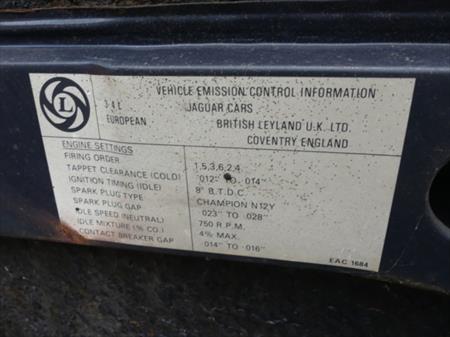 L
VEHICLE EMISSION CONTROL INFORMATION
3·4 L JAGUAR CARS
EUROPEAN BRITISH LEYLAND U.K. LTD.
COVENTRY ENGLAND
ENGINE SETTINGS
FIRING ORDER 1,5,3,6,2,4
TAPPET CLEARANCE (COLD) ·012" TO ·014"
IGNITION TIMING (IDLE) 8° B.T.D.C.
SPARK PLUG TYPE CHAMPION N12Y
SPARK PLUG GAP ·023" TO ·028"
IDLE SPEED (NEUTRAL) 750 R.P.M.
IDLE MIXTURE (% CO.) 4% MAX.
CONTACT BREAKER GAP ·014" TO ·016"
EAC 1684